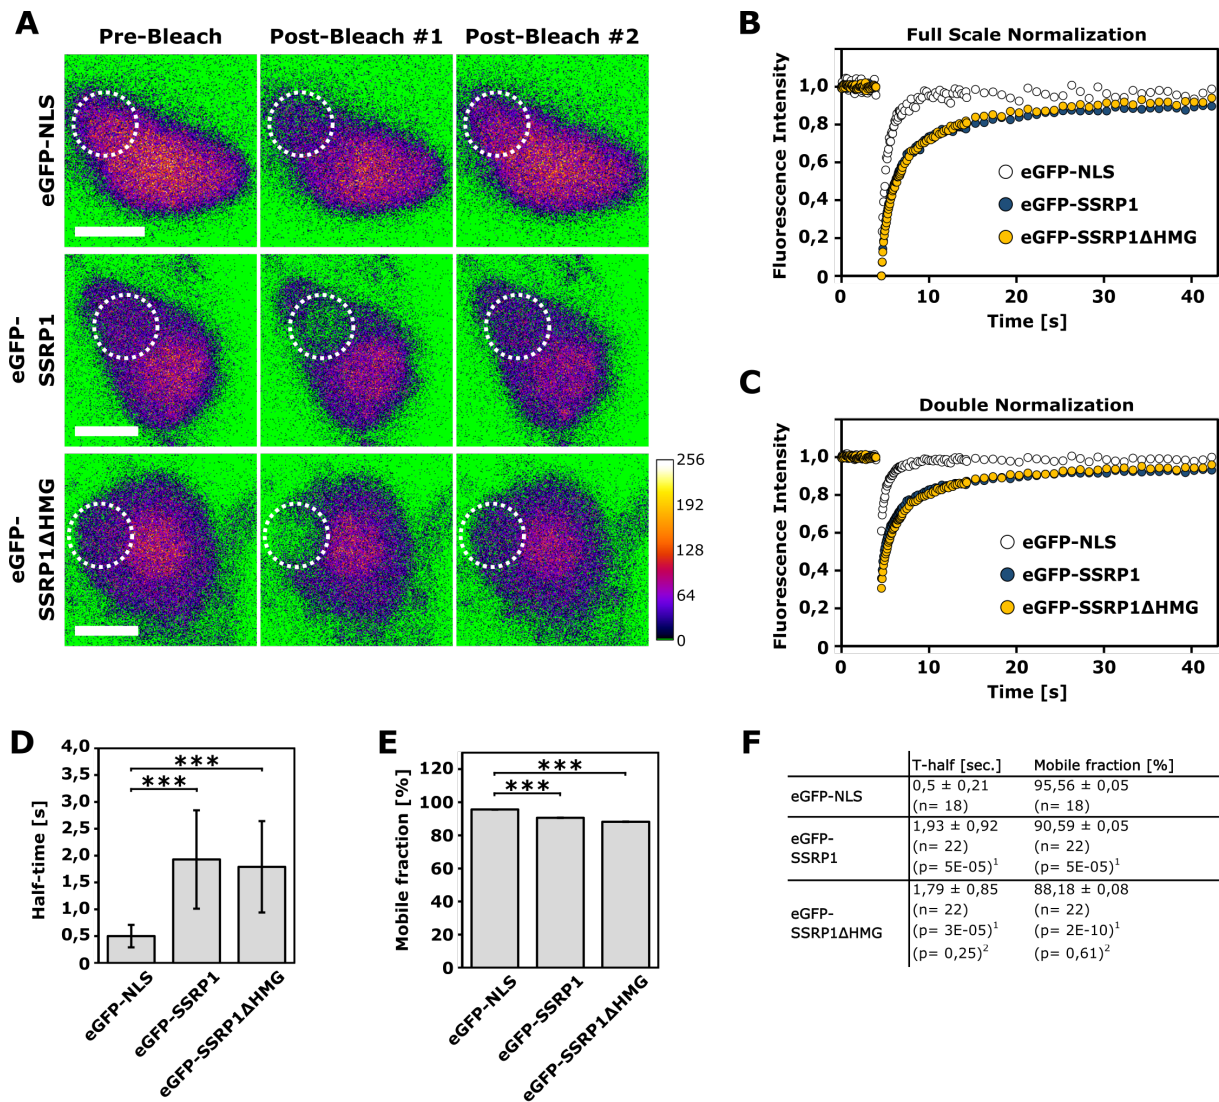 A
Pre-Bleach
Post-Bleach #1
Post-Bleach #2
eGFP-NLS
eGFP-
SSRP1
eGFP-
SSRP1ΔHMG
256
192
128
64
0
B
Full Scale Normalization
Fluorescence Intensity
1,0
0,8
0,6
0,4
0,2
0
eGFP-NLS
eGFP-SSRP1
eGFP-SSRP1ΔHMG
0 10 20 30 40
Time [s]
C
Double Normalization
Fluorescence Intensity
1,0
0,8
0,6
0,4
0,2
0
eGFP-NLS
eGFP-SSRP1
eGFP-SSRP1ΔHMG
0 10 20 30 40
Time [s]
D
Half-time [s]
4,0
3,5
3,0
2,5
2,0
1,5
1,0
0,5
0
***
***
eGFP-NLS
eGFP-SSRP1
eGFP-SSRP1ΔHMG
E
Mobile fraction [%]
120
100
80
60
40
20
0
***
***
eGFP-NLS
eGFP-SSRP1
eGFP-SSRP1ΔHMG
F
T-half [sec.] Mobile fraction [%]
eGFP-NLS
0,5 ± 0,21 95,56 ± 0,05
(n= 18) (n= 18)
eGFP-
SSRP1
1,93 ± 0,92 90,59 ± 0,05
(n= 22) (n= 22)
(p= 5E-05)¹ (p= 5E-05)¹
eGFP-
SSRP1ΔHMG
1,79 ± 0,85 88,18 ± 0,08
(n= 22) (n= 22)
(p= 3E-05)¹ (p= 2E-10)¹
(p= 0,25)² (p= 0,61)²